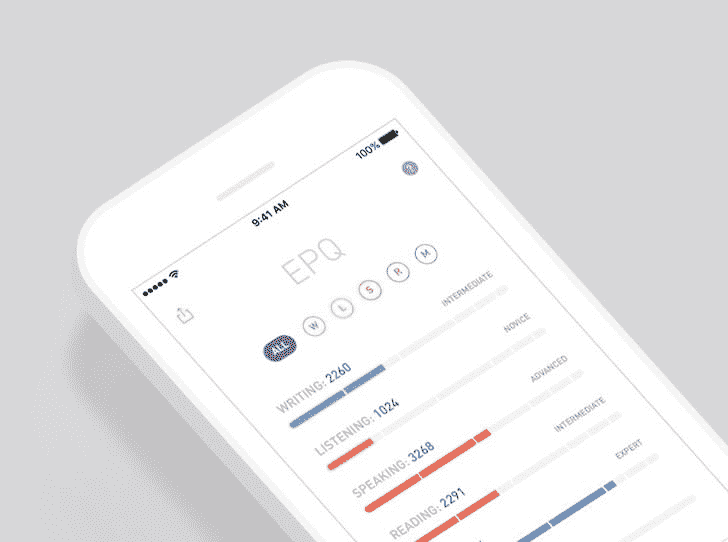 9:41 AM
100%
EPQ
ALL W L S R M
WRITING: 2260 INTERMEDIATE
LISTENING: 1024 NOVICE
SPEAKING: 3268 ADVANCED
READING: 2291 INTERMEDIATE
EXPERT